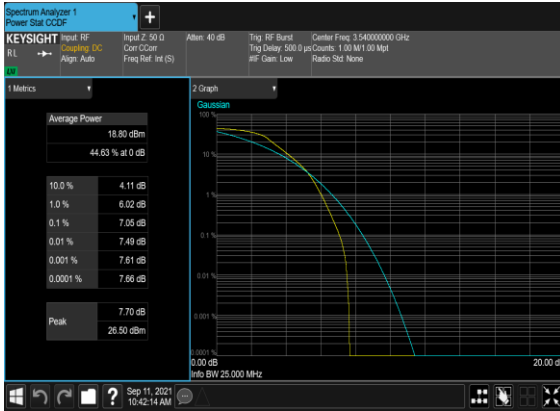 Spectrum Analyzer 1
Power Stat CCDF
+
KEYSIGHT
RL
Input: RF
Coupling: DC
Align: Auto
Input Z: 50 Ω
Corr CCorr
Freq Ref: Int (S)
Atten: 40 dB
Trig: RF Burst
Trig Delay: 500.0 µs
#IF Gain: Low
Center Freq: 3.540000000 GHz
Counts: 1.00 M/1.00 Mpt
Radio Std: None
1 Metrics
Average Power
18.80 dBm
44.63 % at 0 dB
10.0 % 4.11 dB
1.0 % 6.02 dB
0.1 % 7.05 dB
0.01 % 7.49 dB
0.001 % 7.61 dB
0.0001 % 7.66 dB
Peak
7.70 dB
26.50 dBm
2 Graph
Gaussian
100 %
10 %
1 %
0.1 %
0.01 %
0.001 %
0.0001 %
0.00 dB
20.00 d
Info BW 25.000 MHz
?
Sep 11, 2021
10:42:14 AM